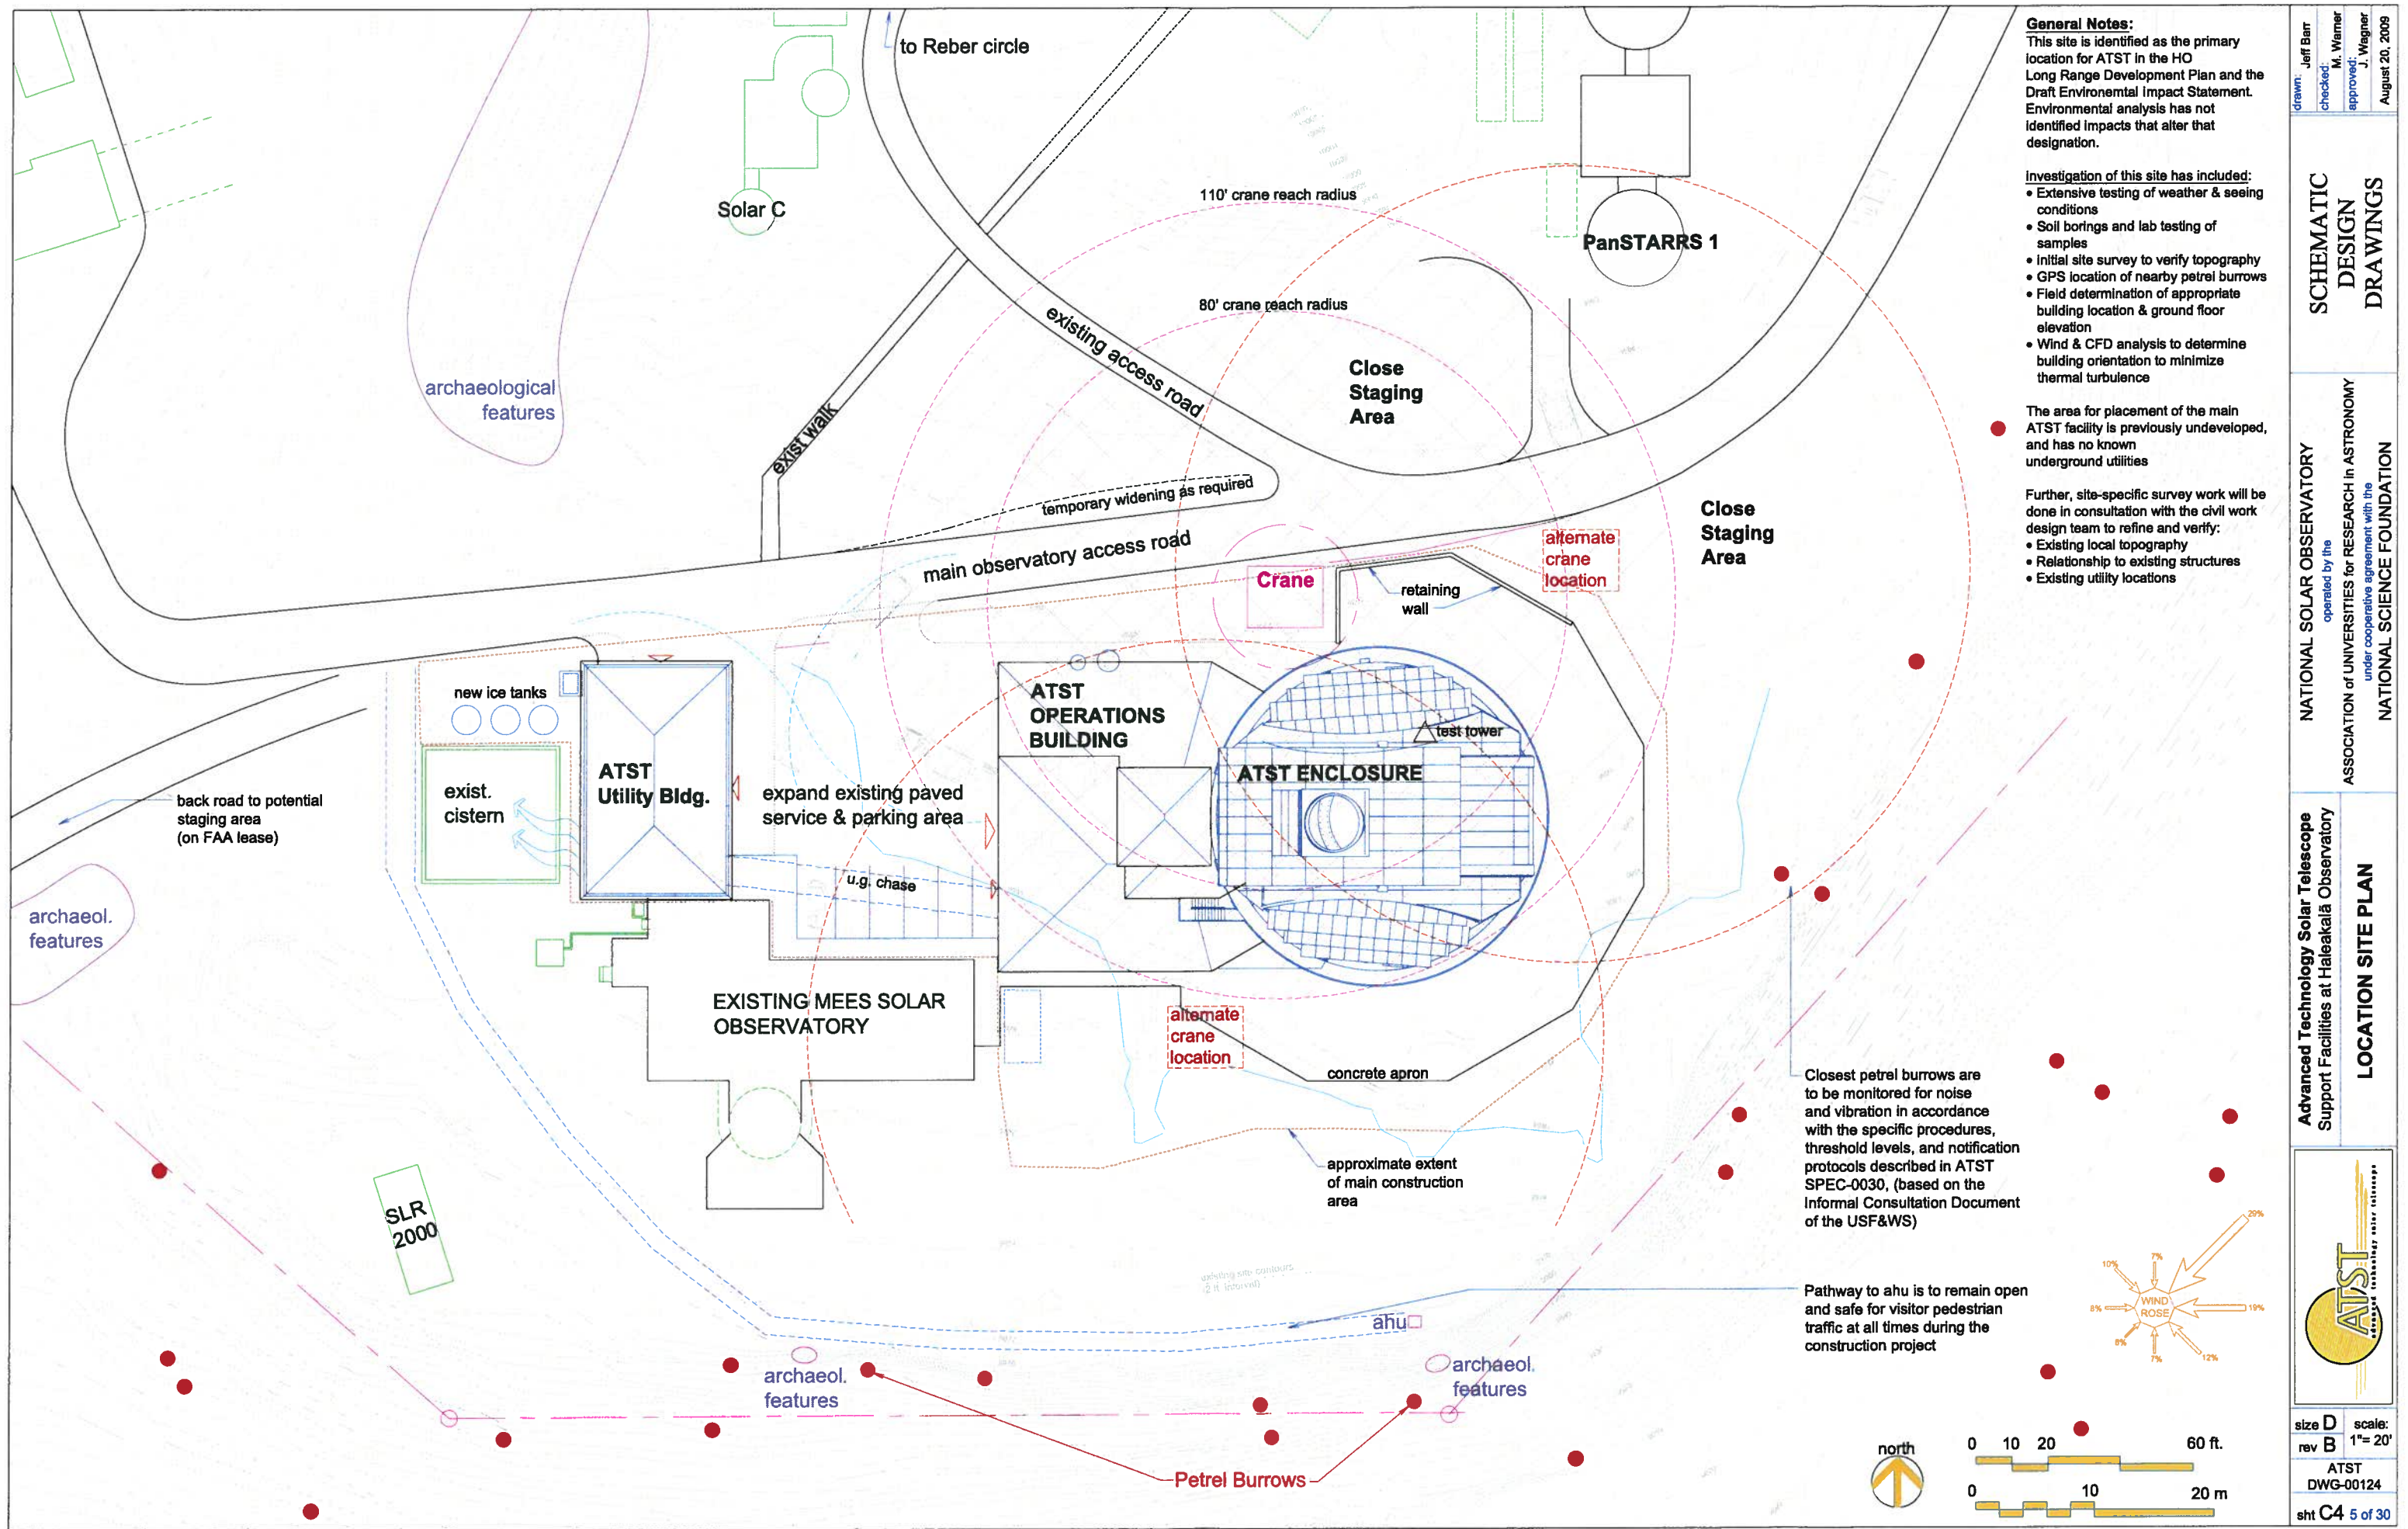 to Reber circle
Solar C
110' crane reach radius
80' crane reach radius
PanSTARRS 1
archaeological
features
existing access road
exist walk
Close
Staging
Area
temporary widening as required
main observatory access road
Close
Staging
Area
alternate
crane
location
Crane
retaining
wall
new ice tanks
ATST
OPERATIONS
BUILDING
test tower
ATST ENCLOSURE
exist.
cistern
ATST
Utility Bldg.
expand existing paved
service & parking area
u.g. chase
back road to potential
staging area
(on FAA lease)
archaeol.
features
EXISTING MEES SOLAR
OBSERVATORY
alternate
crane
location
concrete apron
approximate extent
of main construction
area
SLR
2000
existing site contours
(2 ft. interval)
ahu
archaeol.
features
archaeol.
features
Petrel Burrows
Closest petrel burrows are
to be monitored for noise
and vibration in accordance
with the specific procedures,
threshold levels, and notification
protocols described in ATST
SPEC-0030, (based on the
Informal Consultation Document
of the USF&WS)
Pathway to ahu is to remain open
and safe for visitor pedestrian
traffic at all times during the
construction project
29%
7%
10%
WIND
ROSE
8%
19%
8%
7%
12%
north
0 10 20 60 ft.
0 10 20 m
General Notes:
This site is identified as the primary
location for ATST in the HO
Long Range Development Plan and the
Draft Environemtal Impact Statement.
Environmental analysis has not
identified impacts that alter that
designation.
Investigation of this site has included:
• Extensive testing of weather & seeing
conditions
• Soil borings and lab testing of
samples
• Initial site survey to verify topography
• GPS location of nearby petrel burrows
• Field determination of appropriate
building location & ground floor
elevation
• Wind & CFD analysis to determine
building orientation to minimize
thermal turbulence
The area for placement of the main
ATST facility is previously undeveloped,
and has no known
underground utilities
Further, site-specific survey work will be
done in consultation with the civil work
design team to refine and verify:
• Existing local topography
• Relationship to existing structures
• Existing utility locations
drawn: Jeff Barr
checked: M. Warner
approved: J. Wagner
August 20, 2009
SCHEMATIC
DESIGN
DRAWINGS
NATIONAL SOLAR OBSERVATORY
operated by the
ASSOCIATION of UNIVERSITIES for RESEARCH in ASTRONOMY
under cooperative agreement with the
NATIONAL SCIENCE FOUNDATION
Advanced Technology Solar Telescope
Support Facilities at Haleakalā Observatory
LOCATION SITE PLAN
ATST
advanced technology solar telescope
size D scale:
rev B 1"= 20'
ATST
DWG-00124
sht C4 5 of 30